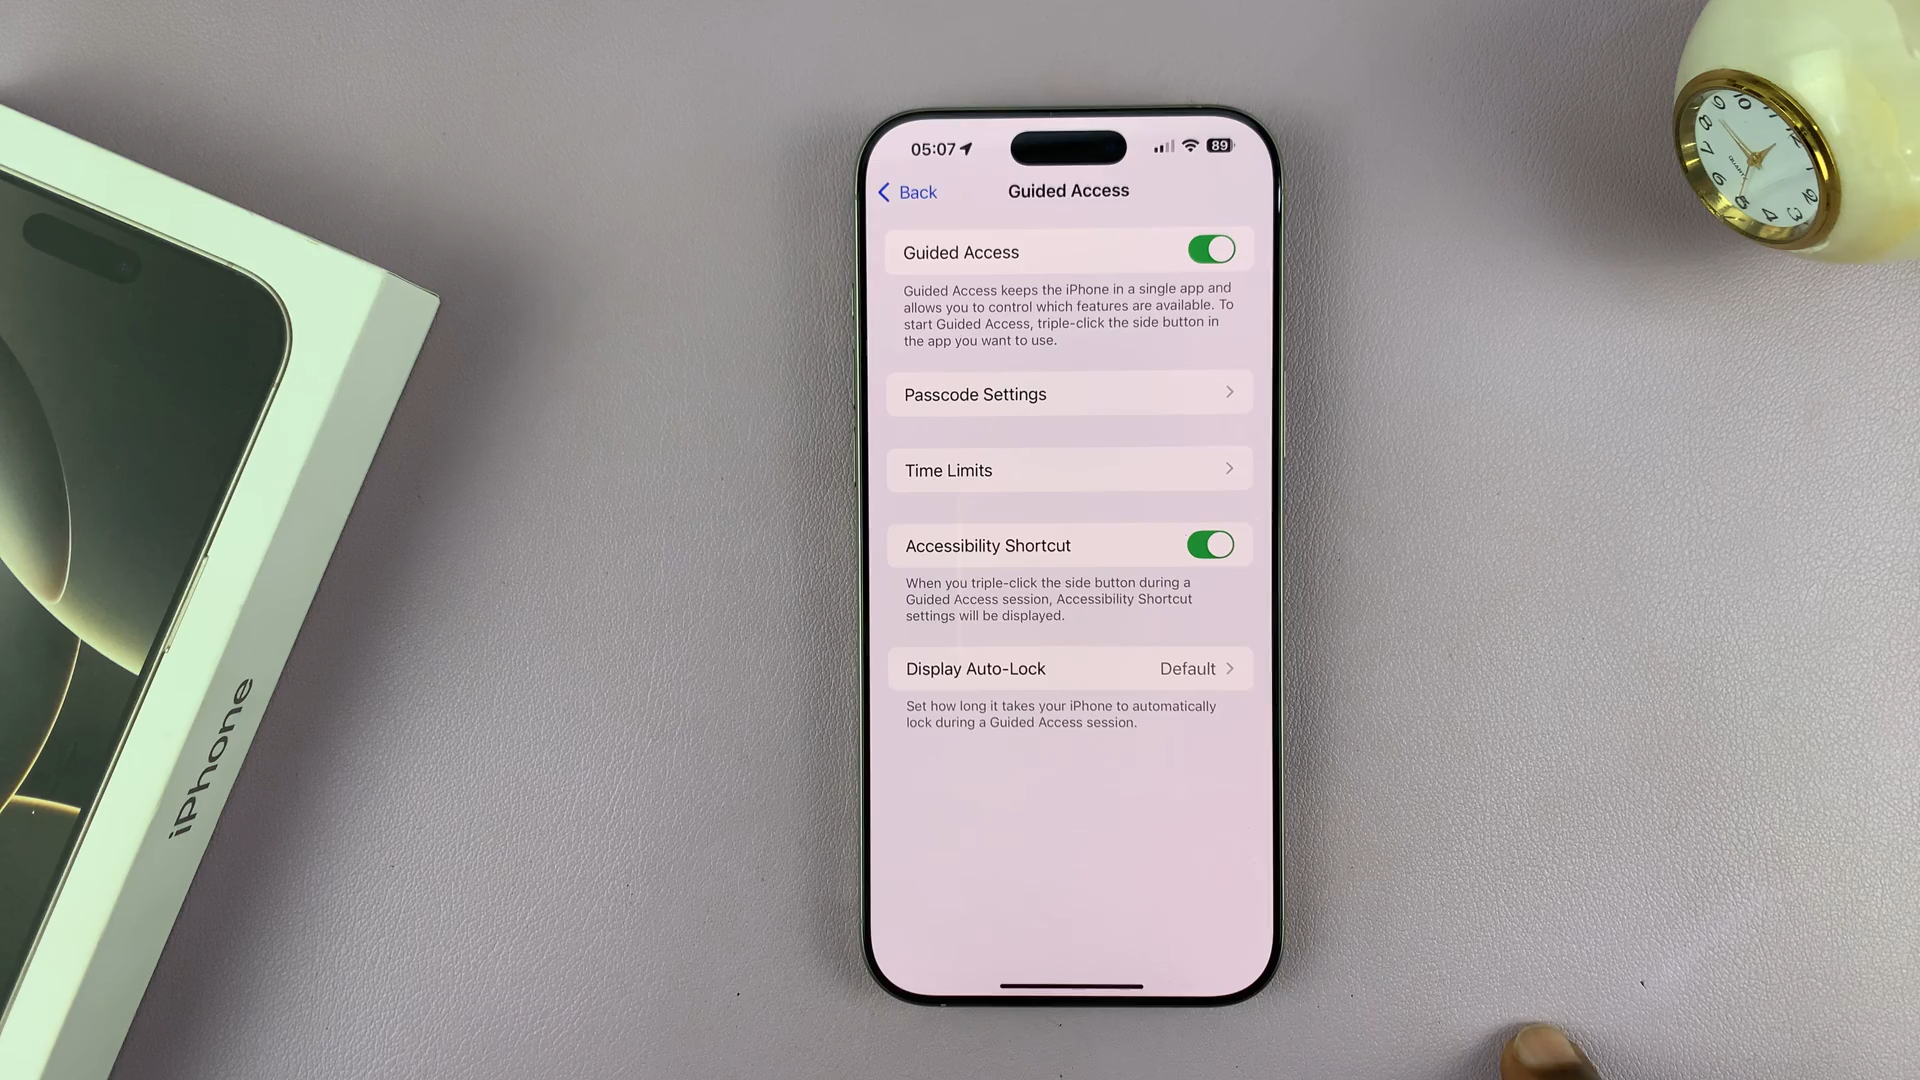 05:07
89
Back
Guided Access
Guided Access
Guided Access keeps the iPhone in a single app and
allows you to control which features are available. To
start Guided Access, triple-click the side button in
the app you want to use.
Passcode Settings
Time Limits
Accessibility Shortcut
When you triple-click the side button during a
Guided Access session, Accessibility Shortcut
settings will be displayed.
Display Auto-Lock Default
Set how long it takes your iPhone to automatically
lock during a Guided Access session.
iPhone
QUARTZ